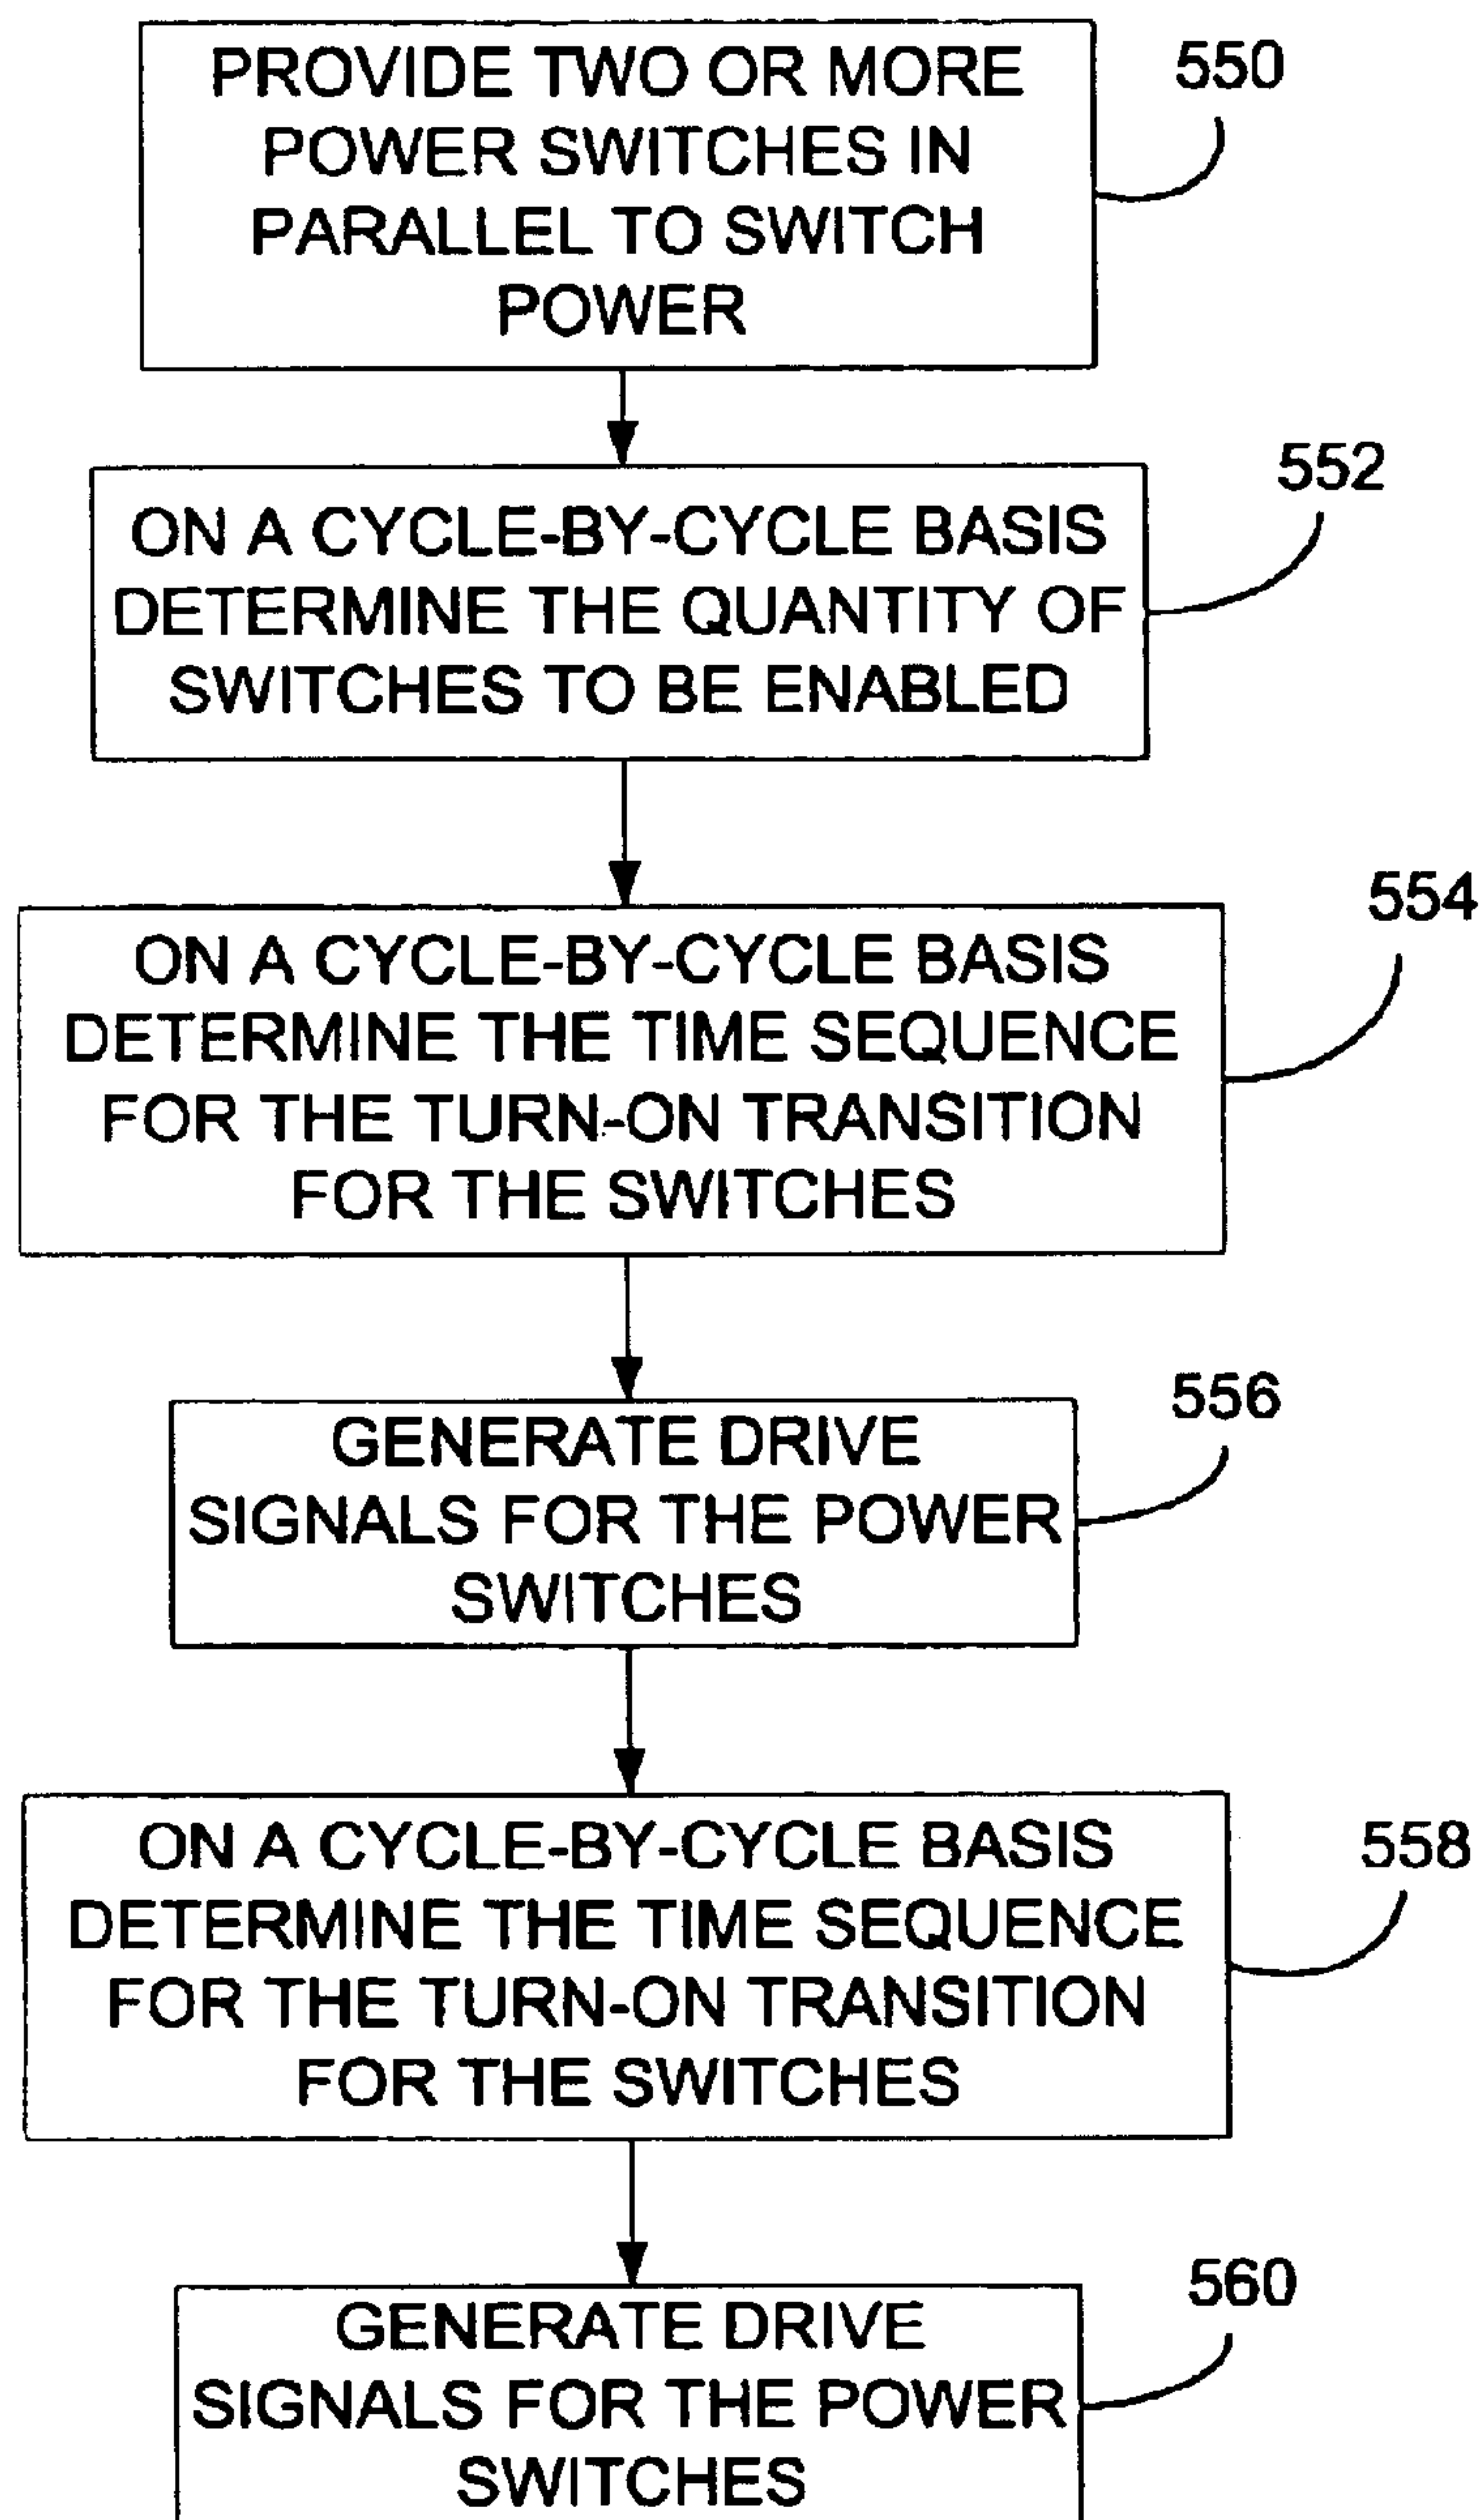 PROVIDE TWO OR MORE
POWER SWITCHES IN
PARALLEL TO SWITCH
POWER
550
ON A CYCLE-BY-CYCLE BASIS
DETERMINE THE QUANTITY OF
SWITCHES TO BE ENABLED
552
ON A CYCLE-BY-CYCLE BASIS
DETERMINE THE TIME SEQUENCE
FOR THE TURN-ON TRANSITION
FOR THE SWITCHES
554
GENERATE DRIVE
SIGNALS FOR THE POWER
SWITCHES
556
ON A CYCLE-BY-CYCLE BASIS
DETERMINE THE TIME SEQUENCE
FOR THE TURN-ON TRANSITION
FOR THE SWITCHES
558
GENERATE DRIVE
SIGNALS FOR THE POWER
SWITCHES
560